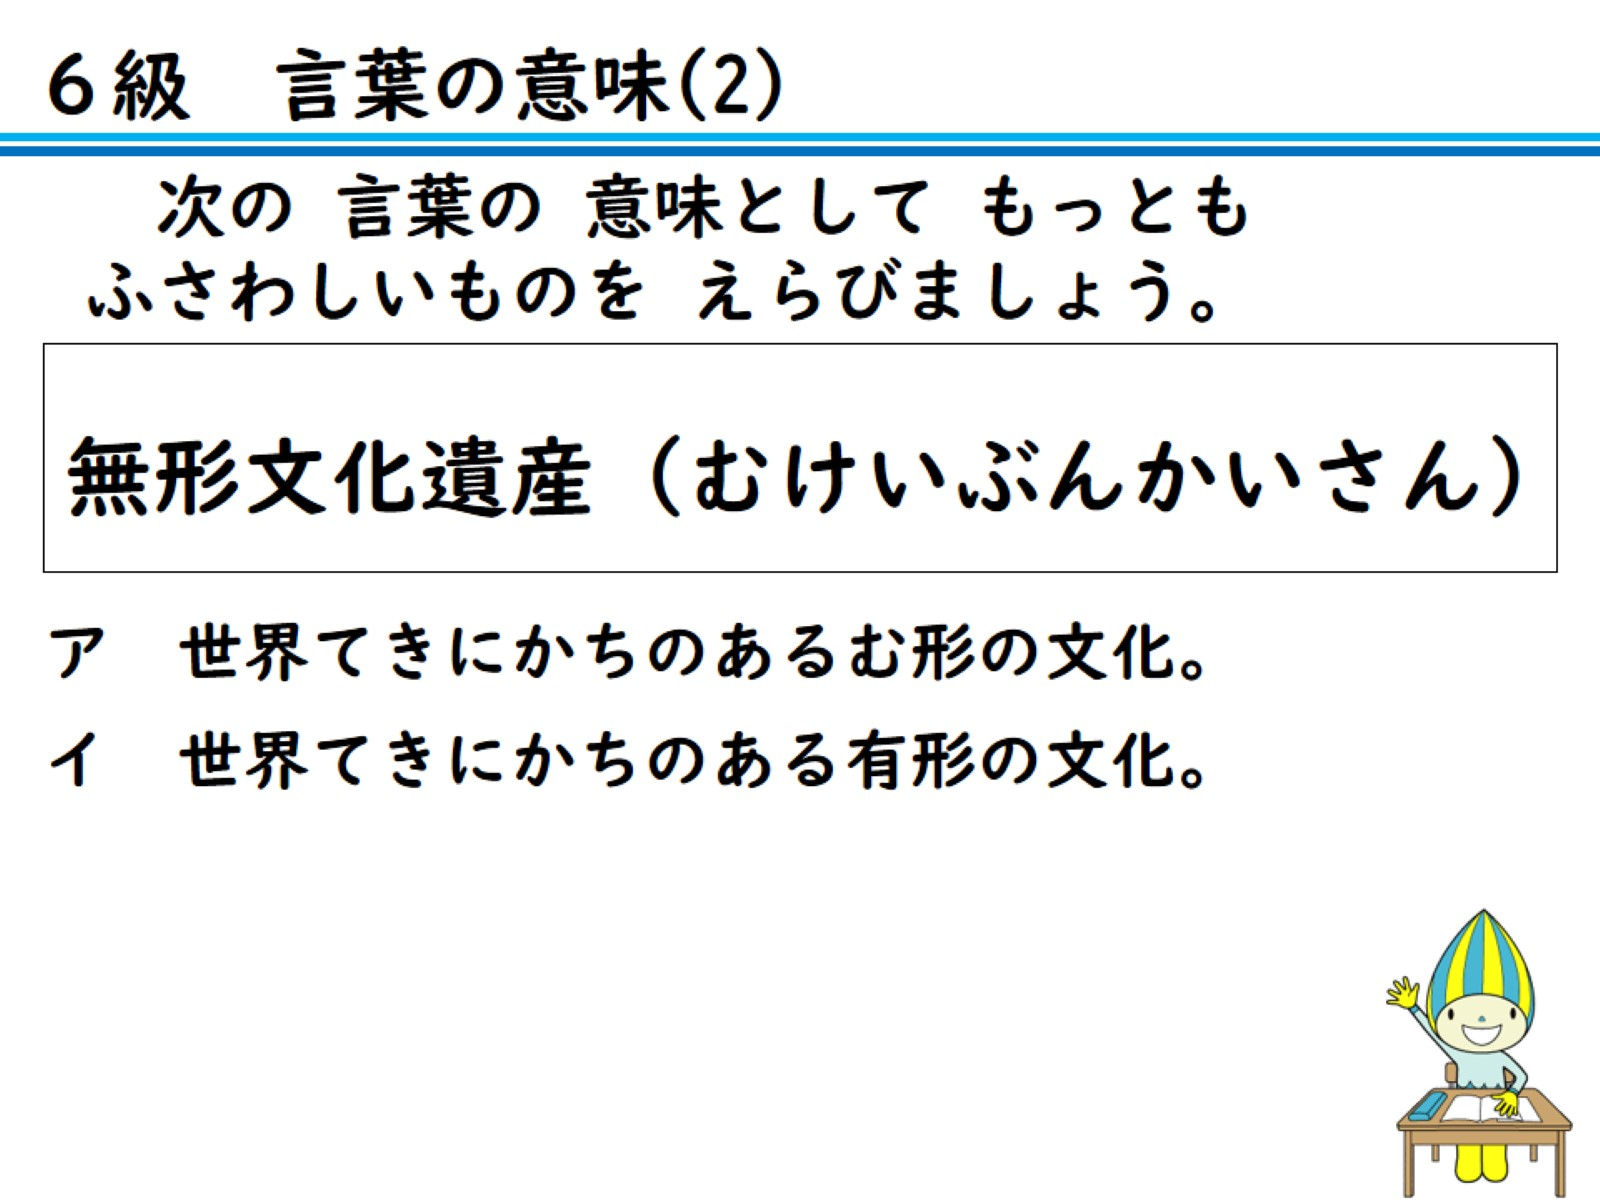 ６級　言葉の意味(2)
次の 言葉の 意味として もっとも
ふさわしいものを えらびましょう。
無形文化遺産（むけいぶんかいさん）
ア　世界てきにかちのあるむ形の文化。
イ　世界てきにかちのある有形の文化。